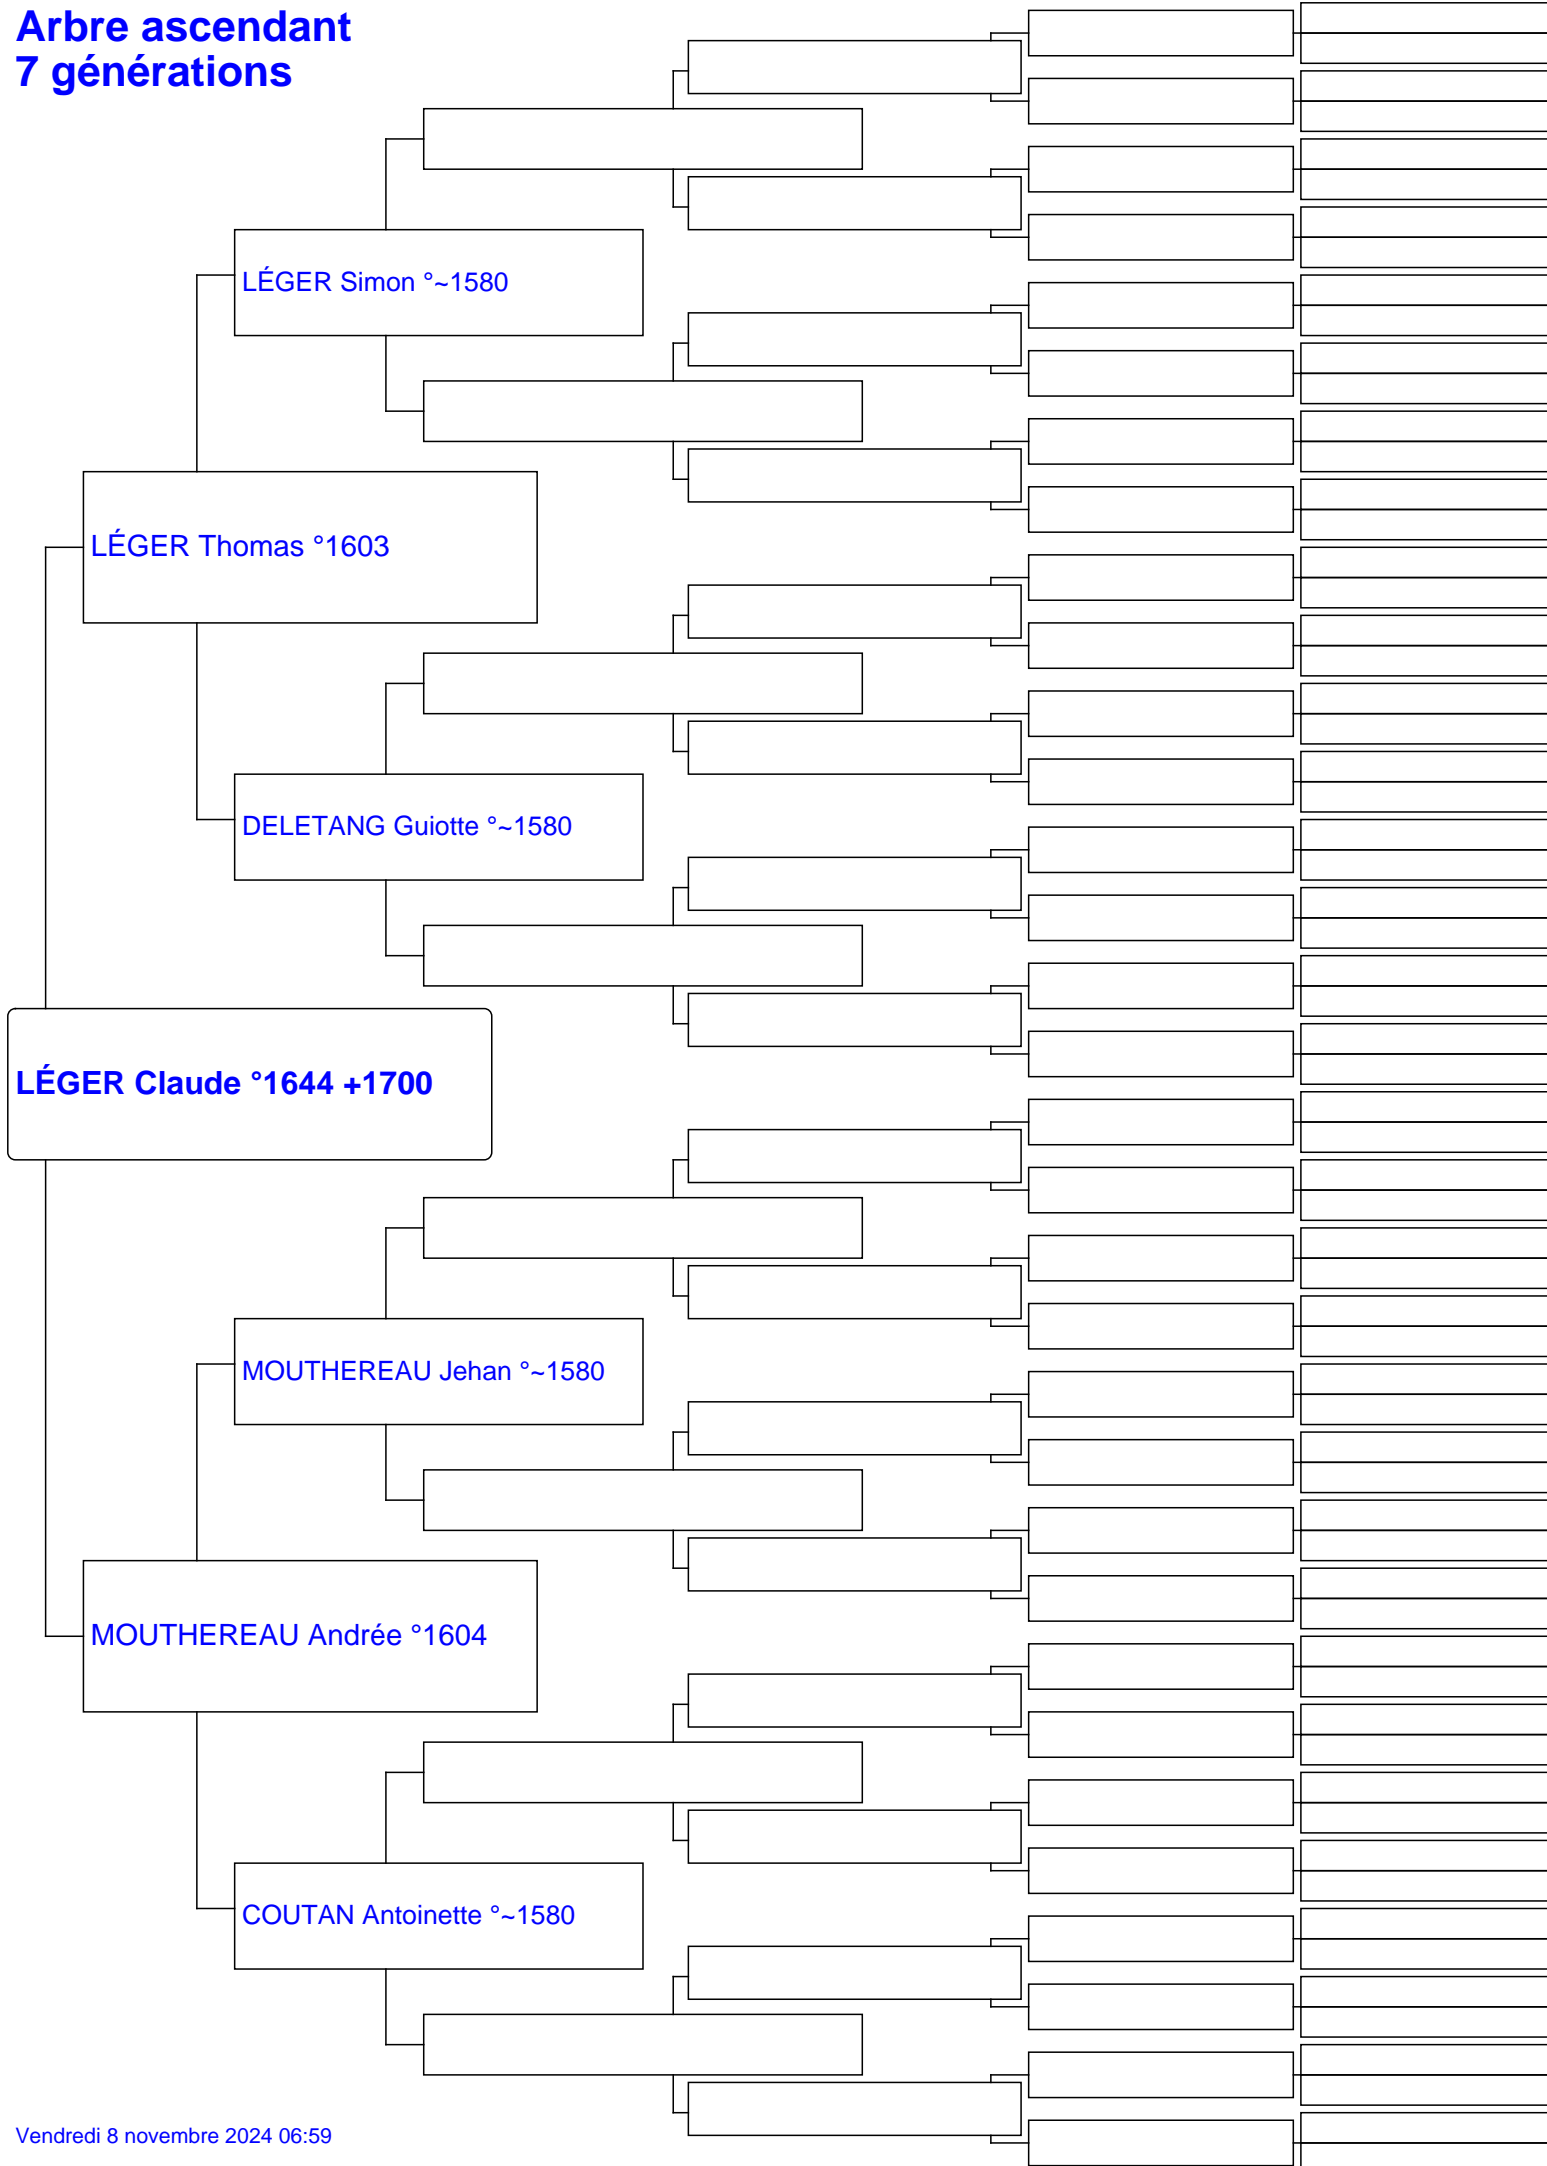 Arbre ascendant
7 générations
LÉGER Simon °~1580
LÉGER Thomas °1603
DELETANG Guiotte °~1580
LÉGER Claude °1644 +1700
MOUTHEREAU Jehan °~1580
MOUTHEREAU Andrée °1604
COUTAN Antoinette °~1580
Vendredi 8 novembre 2024 06:59